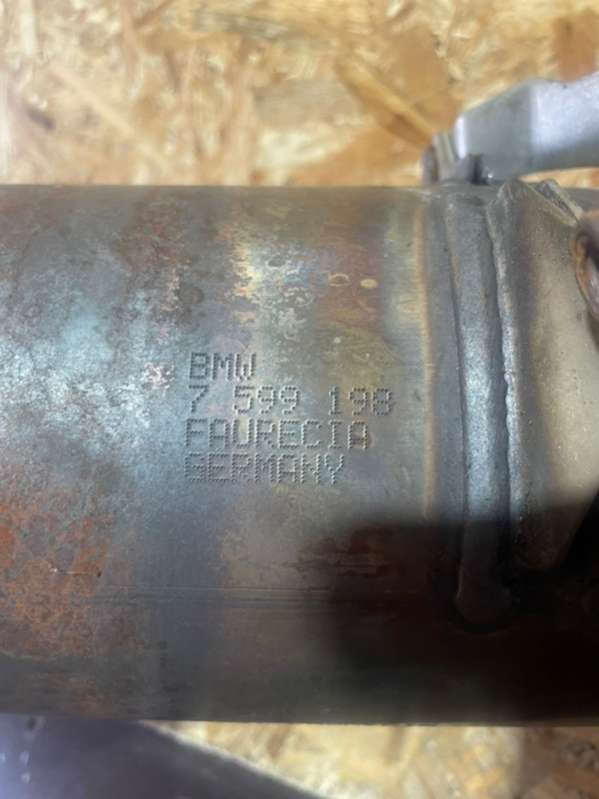 BMW
7 599 198
FAURECIA
GERMANY